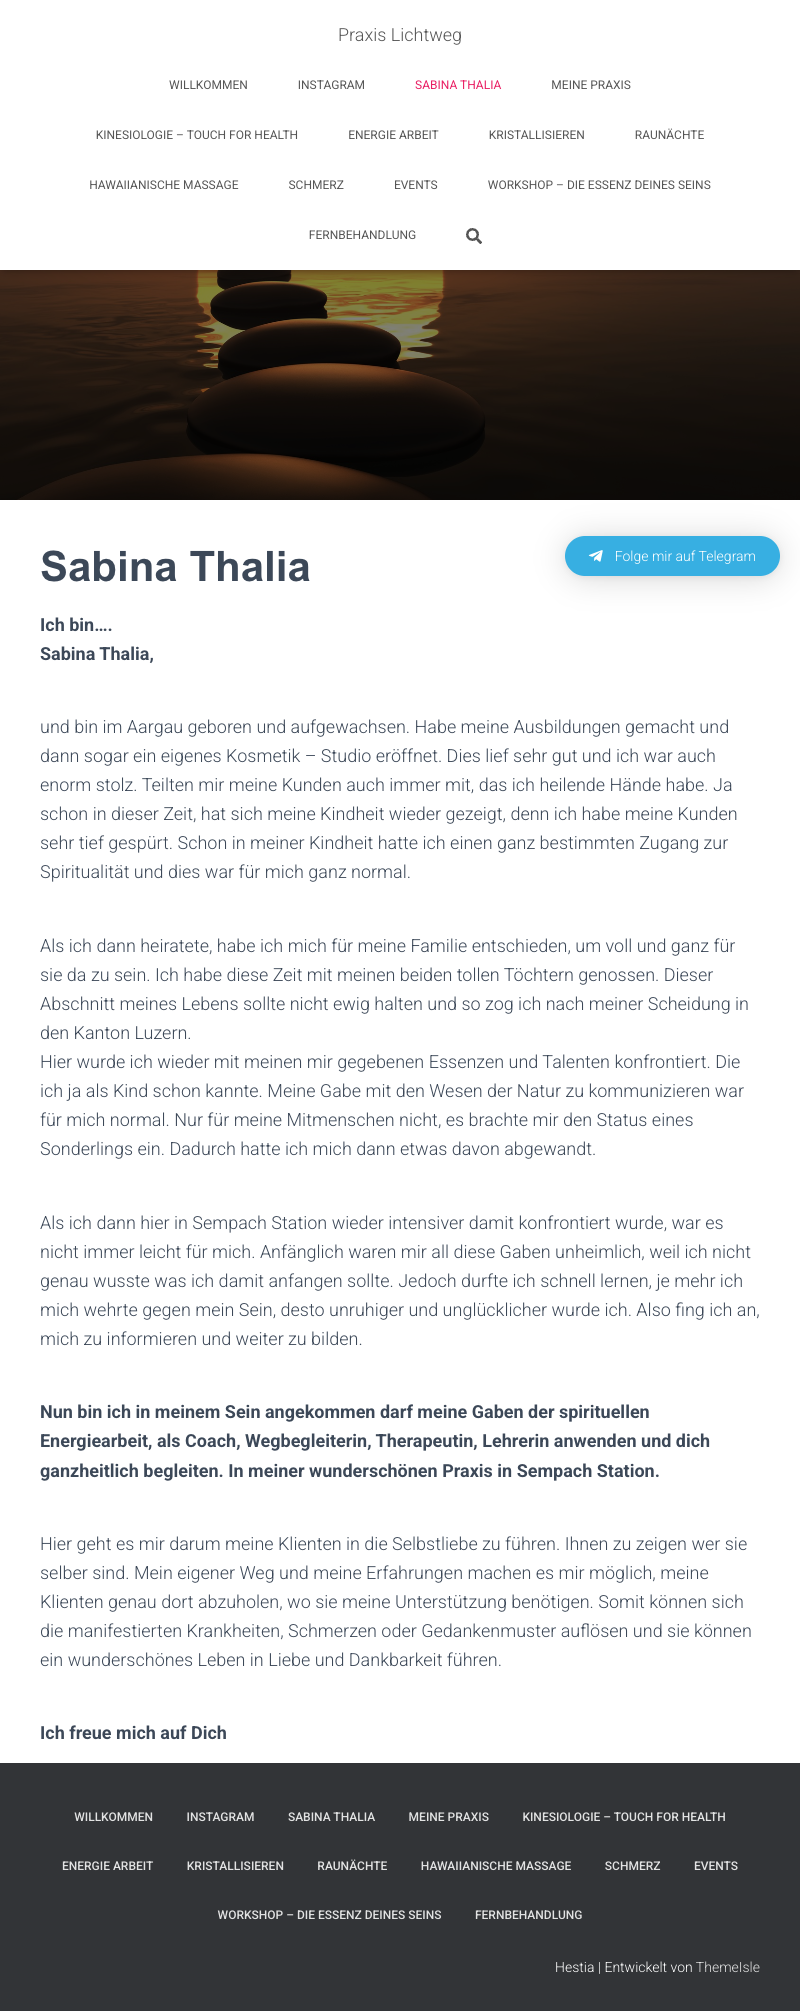 Praxis Lichtweg
WILLKOMMEN INSTAGRAM SABINA THALIA MEINE PRAXIS
KINESIOLOGIE – TOUCH FOR HEALTH ENERGIE ARBEIT KRISTALLISIEREN RAUNÄCHTE
HAWAIIANISCHE MASSAGE SCHMERZ EVENTS WORKSHOP – DIE ESSENZ DEINES SEINS
FERNBEHANDLUNG
Sabina Thalia
Folge mir auf Telegram
Ich bin….
Sabina Thalia,
und bin im Aargau geboren und aufgewachsen. Habe meine Ausbildungen gemacht und
dann sogar ein eigenes Kosmetik – Studio eröffnet. Dies lief sehr gut und ich war auch
enorm stolz. Teilten mir meine Kunden auch immer mit, das ich heilende Hände habe. Ja
schon in dieser Zeit, hat sich meine Kindheit wieder gezeigt, denn ich habe meine Kunden
sehr tief gespürt. Schon in meiner Kindheit hatte ich einen ganz bestimmten Zugang zur
Spiritualität und dies war für mich ganz normal.
Als ich dann heiratete, habe ich mich für meine Familie entschieden, um voll und ganz für
sie da zu sein. Ich habe diese Zeit mit meinen beiden tollen Töchtern genossen. Dieser
Abschnitt meines Lebens sollte nicht ewig halten und so zog ich nach meiner Scheidung in
den Kanton Luzern.
Hier wurde ich wieder mit meinen mir gegebenen Essenzen und Talenten konfrontiert. Die
ich ja als Kind schon kannte. Meine Gabe mit den Wesen der Natur zu kommunizieren war
für mich normal. Nur für meine Mitmenschen nicht, es brachte mir den Status eines
Sonderlings ein. Dadurch hatte ich mich dann etwas davon abgewandt.
Als ich dann hier in Sempach Station wieder intensiver damit konfrontiert wurde, war es
nicht immer leicht für mich. Anfänglich waren mir all diese Gaben unheimlich, weil ich nicht
genau wusste was ich damit anfangen sollte. Jedoch durfte ich schnell lernen, je mehr ich
mich wehrte gegen mein Sein, desto unruhiger und unglücklicher wurde ich. Also fing ich an,
mich zu informieren und weiter zu bilden.
Nun bin ich in meinem Sein angekommen darf meine Gaben der spirituellen
Energiearbeit, als Coach, Wegbegleiterin, Therapeutin, Lehrerin anwenden und dich
ganzheitlich begleiten. In meiner wunderschönen Praxis in Sempach Station.
Hier geht es mir darum meine Klienten in die Selbstliebe zu führen. Ihnen zu zeigen wer sie
selber sind. Mein eigener Weg und meine Erfahrungen machen es mir möglich, meine
Klienten genau dort abzuholen, wo sie meine Unterstützung benötigen. Somit können sich
die manifestierten Krankheiten, Schmerzen oder Gedankenmuster auflösen und sie können
ein wunderschönes Leben in Liebe und Dankbarkeit führen.
Ich freue mich auf Dich
WILLKOMMEN INSTAGRAM SABINA THALIA MEINE PRAXIS KINESIOLOGIE – TOUCH FOR HEALTH
ENERGIE ARBEIT KRISTALLISIEREN RAUNÄCHTE HAWAIIANISCHE MASSAGE SCHMERZ EVENTS
WORKSHOP – DIE ESSENZ DEINES SEINS FERNBEHANDLUNG
Hestia | Entwickelt von ThemeIsle